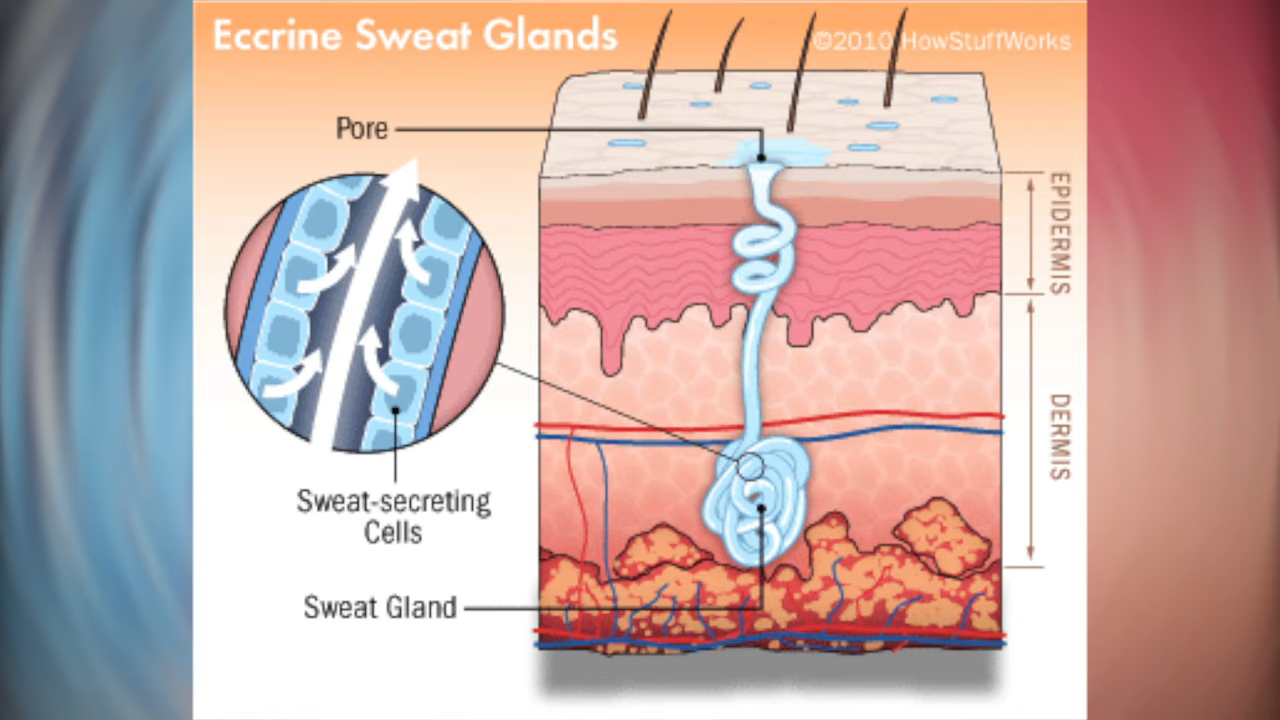 Eccrine Sweat Glands
©2010 HowStuffWorks
Pore
EPIDERMIS
DERMIS
Sweat-secreting
Cells
Sweat Gland